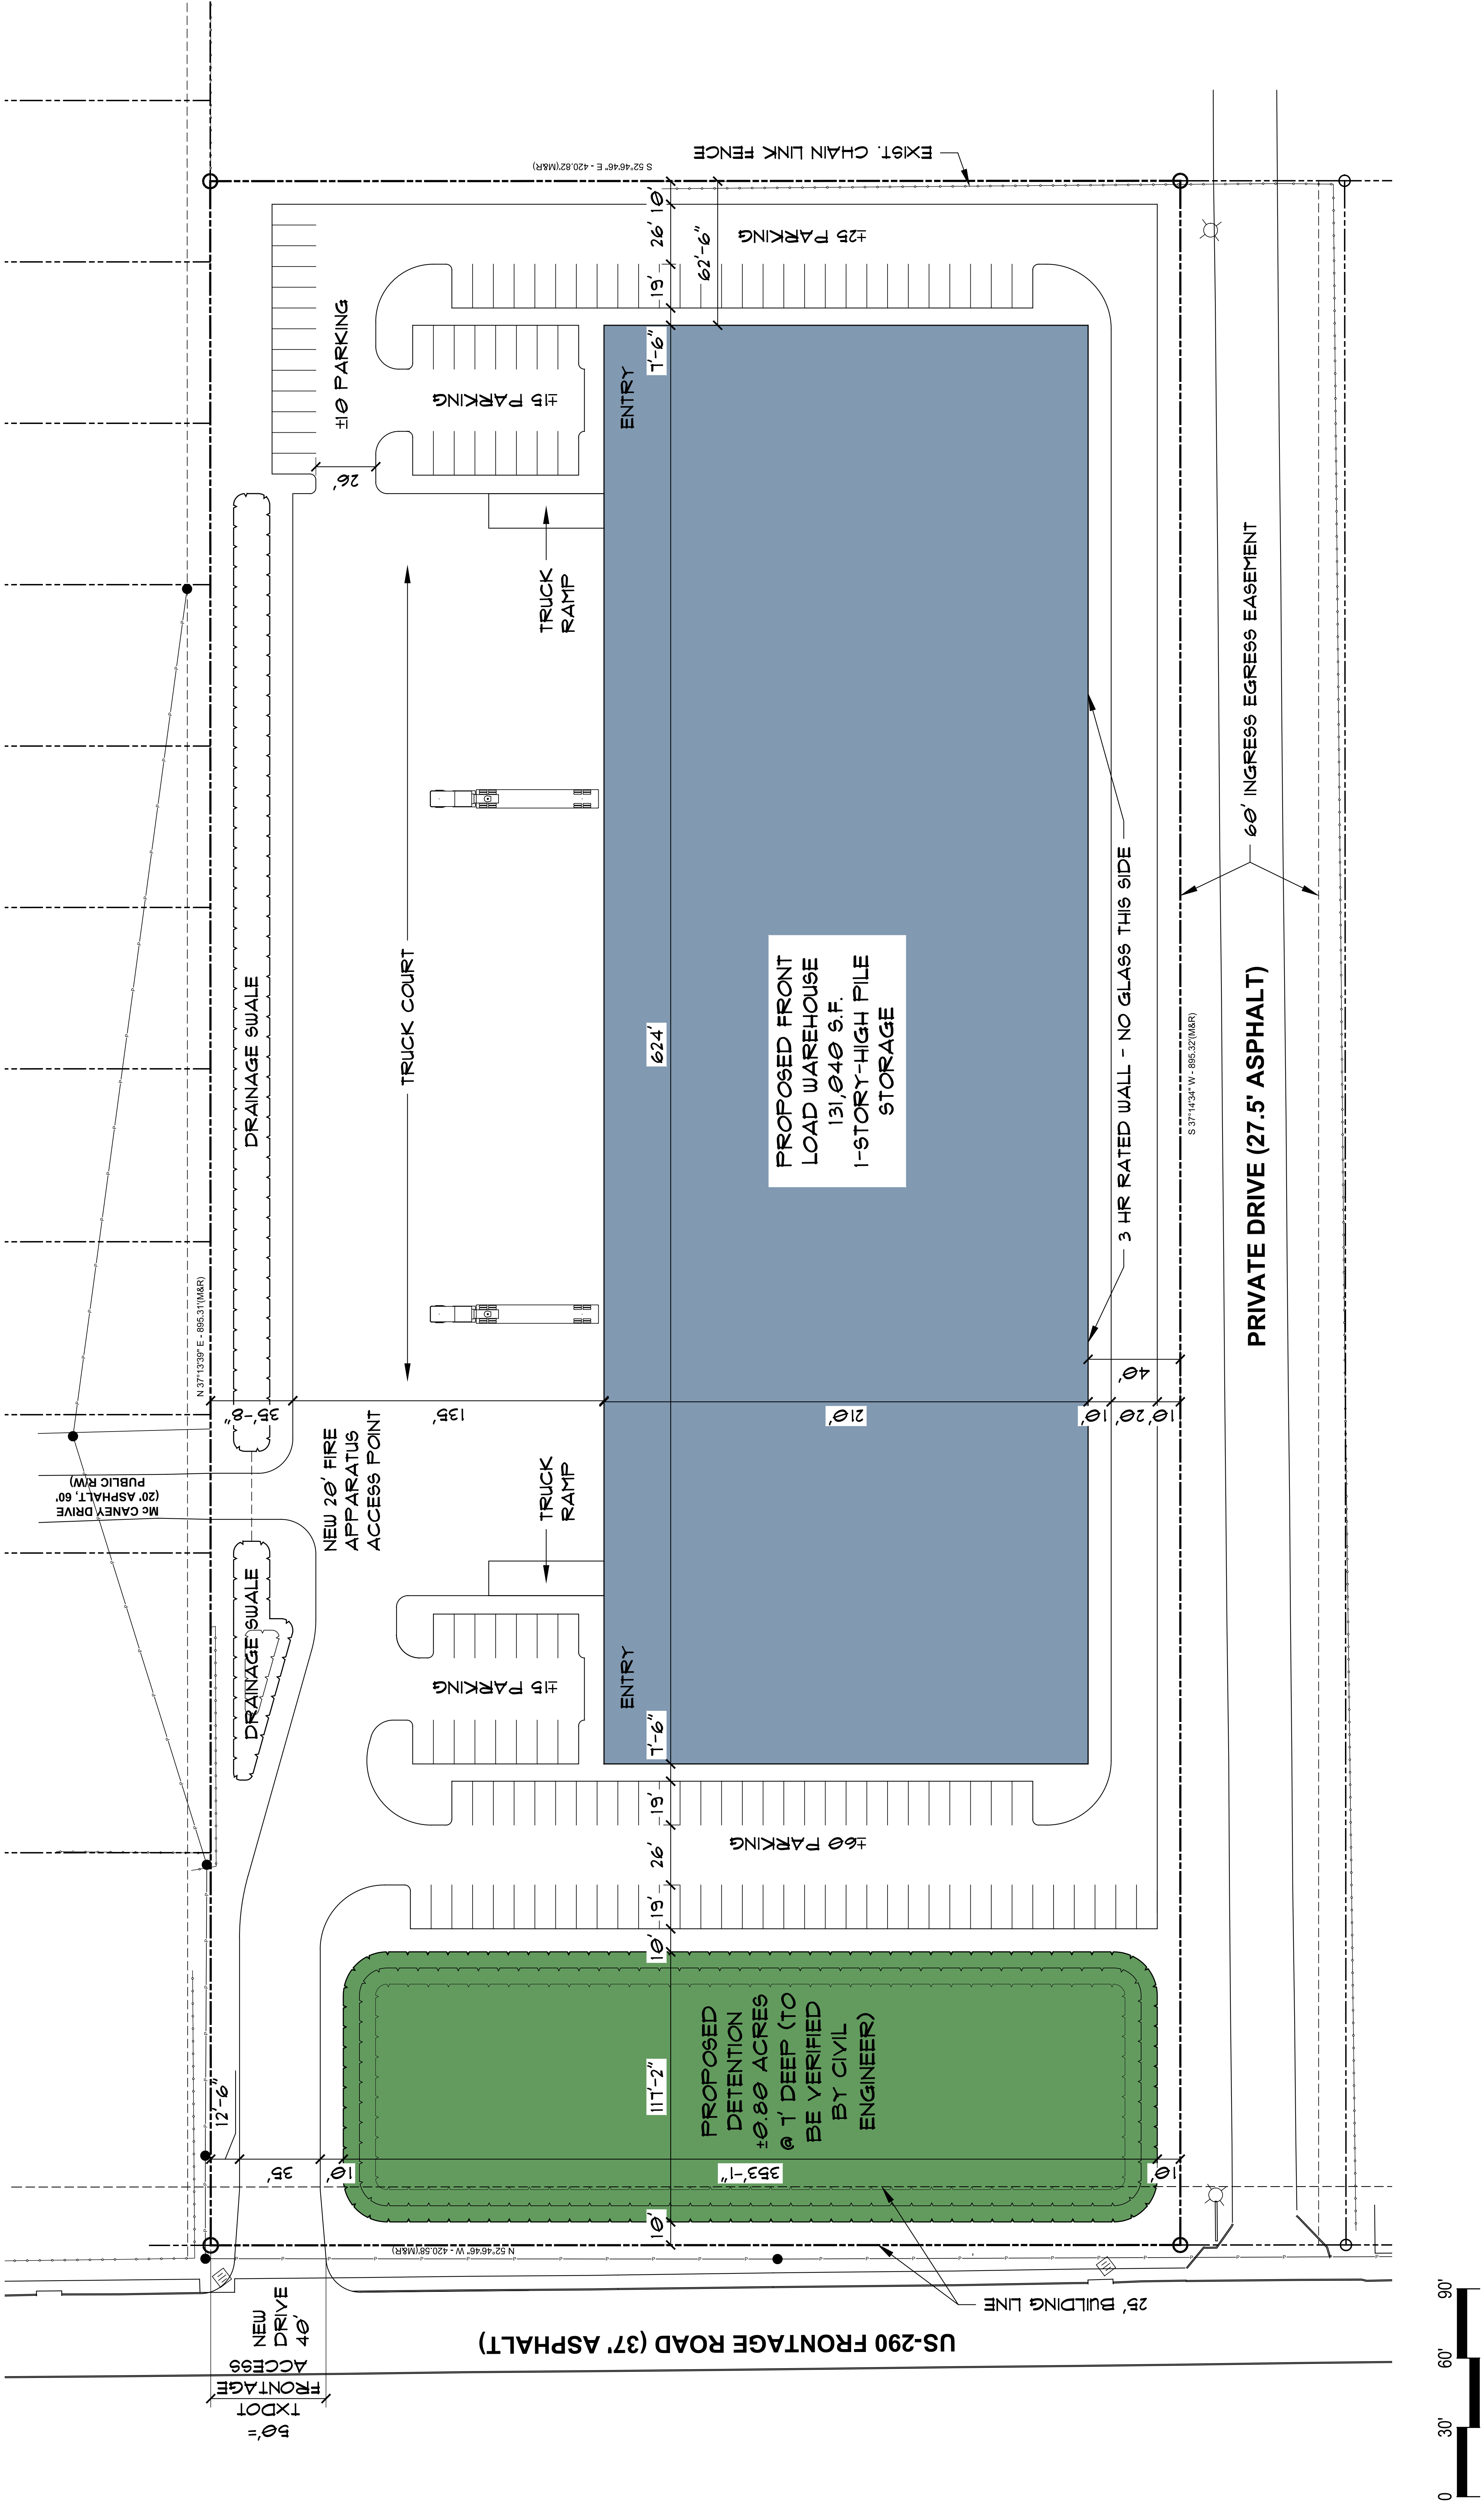 S 52°46'46" E - 420.82'(M&R)
EXIST. CHAIN LINK FENCE
10'
26'
62'-6"
19'
±25 PARKING
±10 PARKING
7'-6"
ENTRY
±15 PARKING
26'
TRUCK
RAMP
DRAINAGE SWALE
TRUCK COURT
624'
PROPOSED FRONT
LOAD WAREHOUSE
131,040 S.F.
1-STORY-HIGH PILE
STORAGE
3 HR RATED WALL - NO GLASS THIS SIDE
60' INGRESS EGRESS EASEMENT
S 37°14'34" W - 895.32'(M&R)
PRIVATE DRIVE (27.5' ASPHALT)
N 37°13'39" E - 895.31'(M&R)
35'-8"
135'
210'
10'
20'
10'
40'
NEW 20' FIRE
APPARATUS
ACCESS POINT
Mc CANEY DRIVE
(20' ASPHALT, 60'
PUBLIC R/W)
TRUCK
RAMP
DRAINAGE SWALE
±15 PARKING
ENTRY
7'-6"
19'
26'
±60 PARKING
19'
10'
117'-2"
PROPOSED
DETENTION
±0.80 ACRES
@ 7' DEEP (TO
BE VERIFIED
BY CIVIL
ENGINEER)
12'-6"
35'
10'
353'-1"
10'
10'
N 52°46'46" W - 420.58'(M&R)
25' BUILDING LINE
NEW
DRIVE
40'
50'=
TXDOT
FRONTAGE
ACCESS
US-290 FRONTAGE ROAD (37' ASPHALT)
0
30'
60'
90'